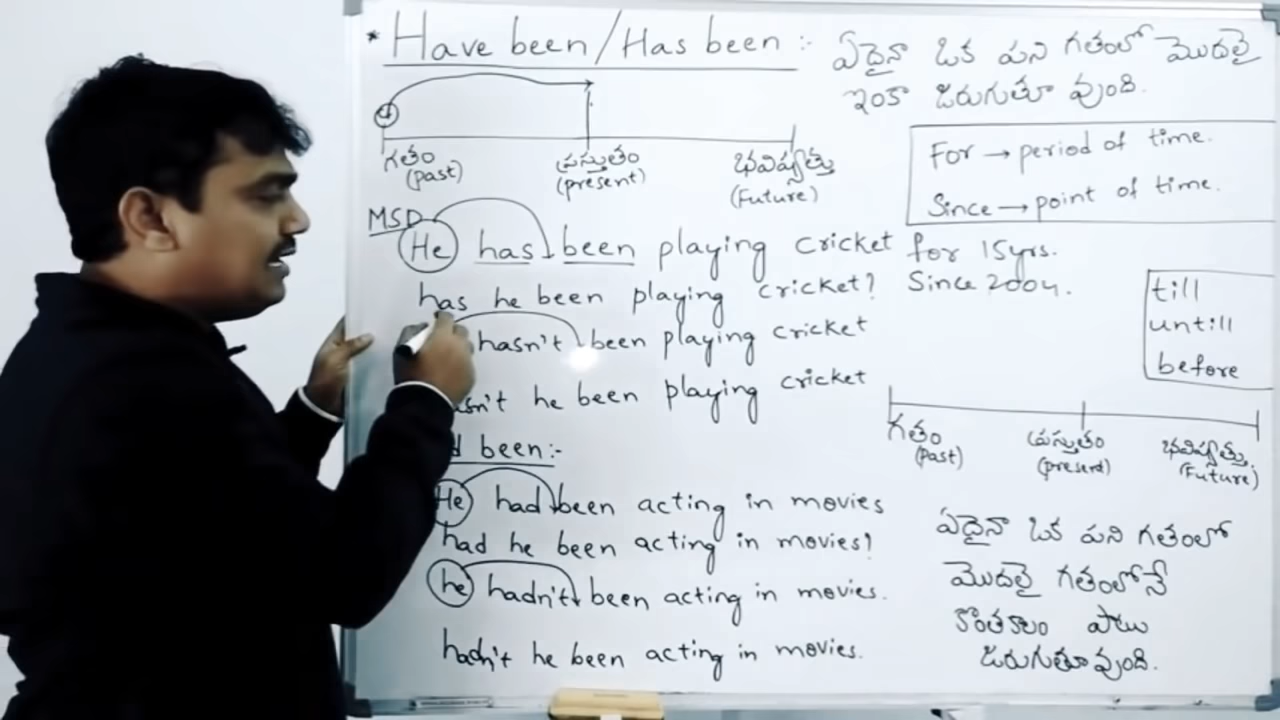 * Have been / Has been :-
ఏదైనా ఒక పని గతంలో మొదలై
ఇంకా జరుగుతూ వుంది.
గతం
(past)
ప్రస్తుతం
(present)
భవిష్యత్తు
(Future)
For → period of time.
Since → point of time.
MSD
He has been playing cricket for 15yrs.
Since 2004.
has he been playing cricket?
hasn't been playing cricket
he been playing cricket
till
until
before
గతం
(past)
ప్రస్తుతం
(present)
భవిష్యత్తు
(Future)
been:-
He had been acting in movies
had he been acting in movies?
he hadn't been acting in movies.
hadn't he been acting in movies.
ఏదైనా ఒక పని గతంలో
మొదలై గతంలోనే
కొంతకాలం పాటు
జరుగుతూ వుంది.